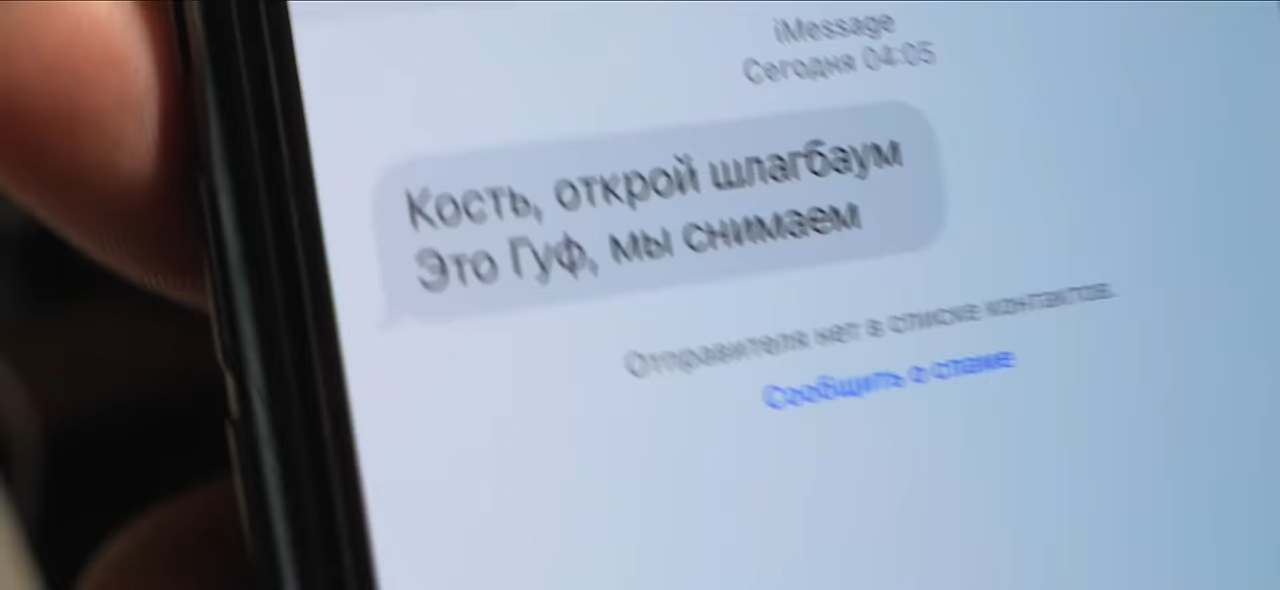 iMessage
Сегодня 04:05
Кость, открой шлагбаум
Это Гуф, мы снимаем
Отправителя нет в списке контактов.
Сообщить о спаме